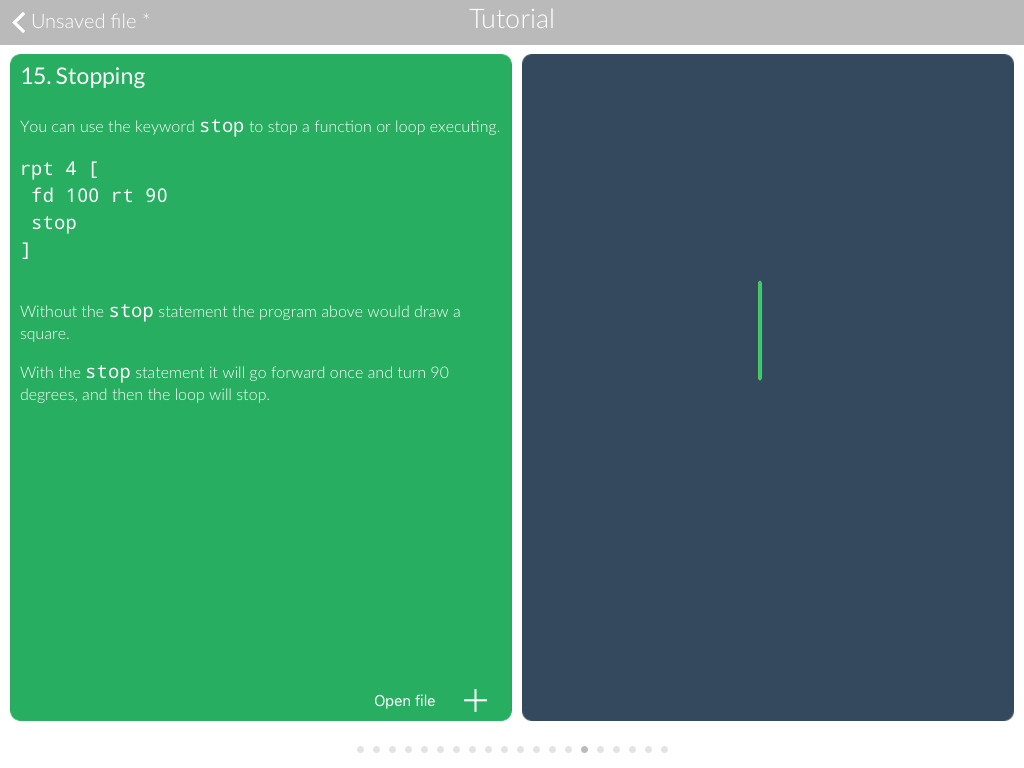 Unsaved file *
Tutorial
15. Stopping
You can use the keyword stop to stop a function or loop executing.
rpt 4 [
fd 100 rt 90
stop
]
Without the stop statement the program above would draw a
square.
With the stop statement it will go forward once and turn 90
degrees, and then the loop will stop.
Open file